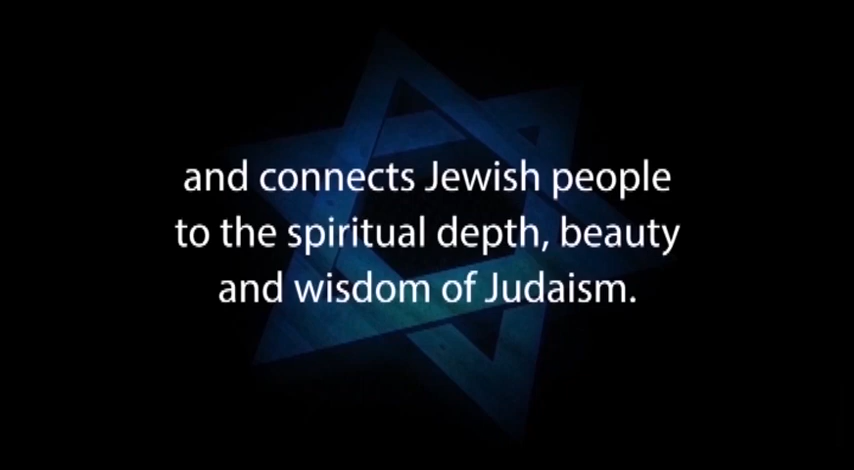 and connects Jewish people
to the spiritual depth, beauty
and wisdom of Judaism.